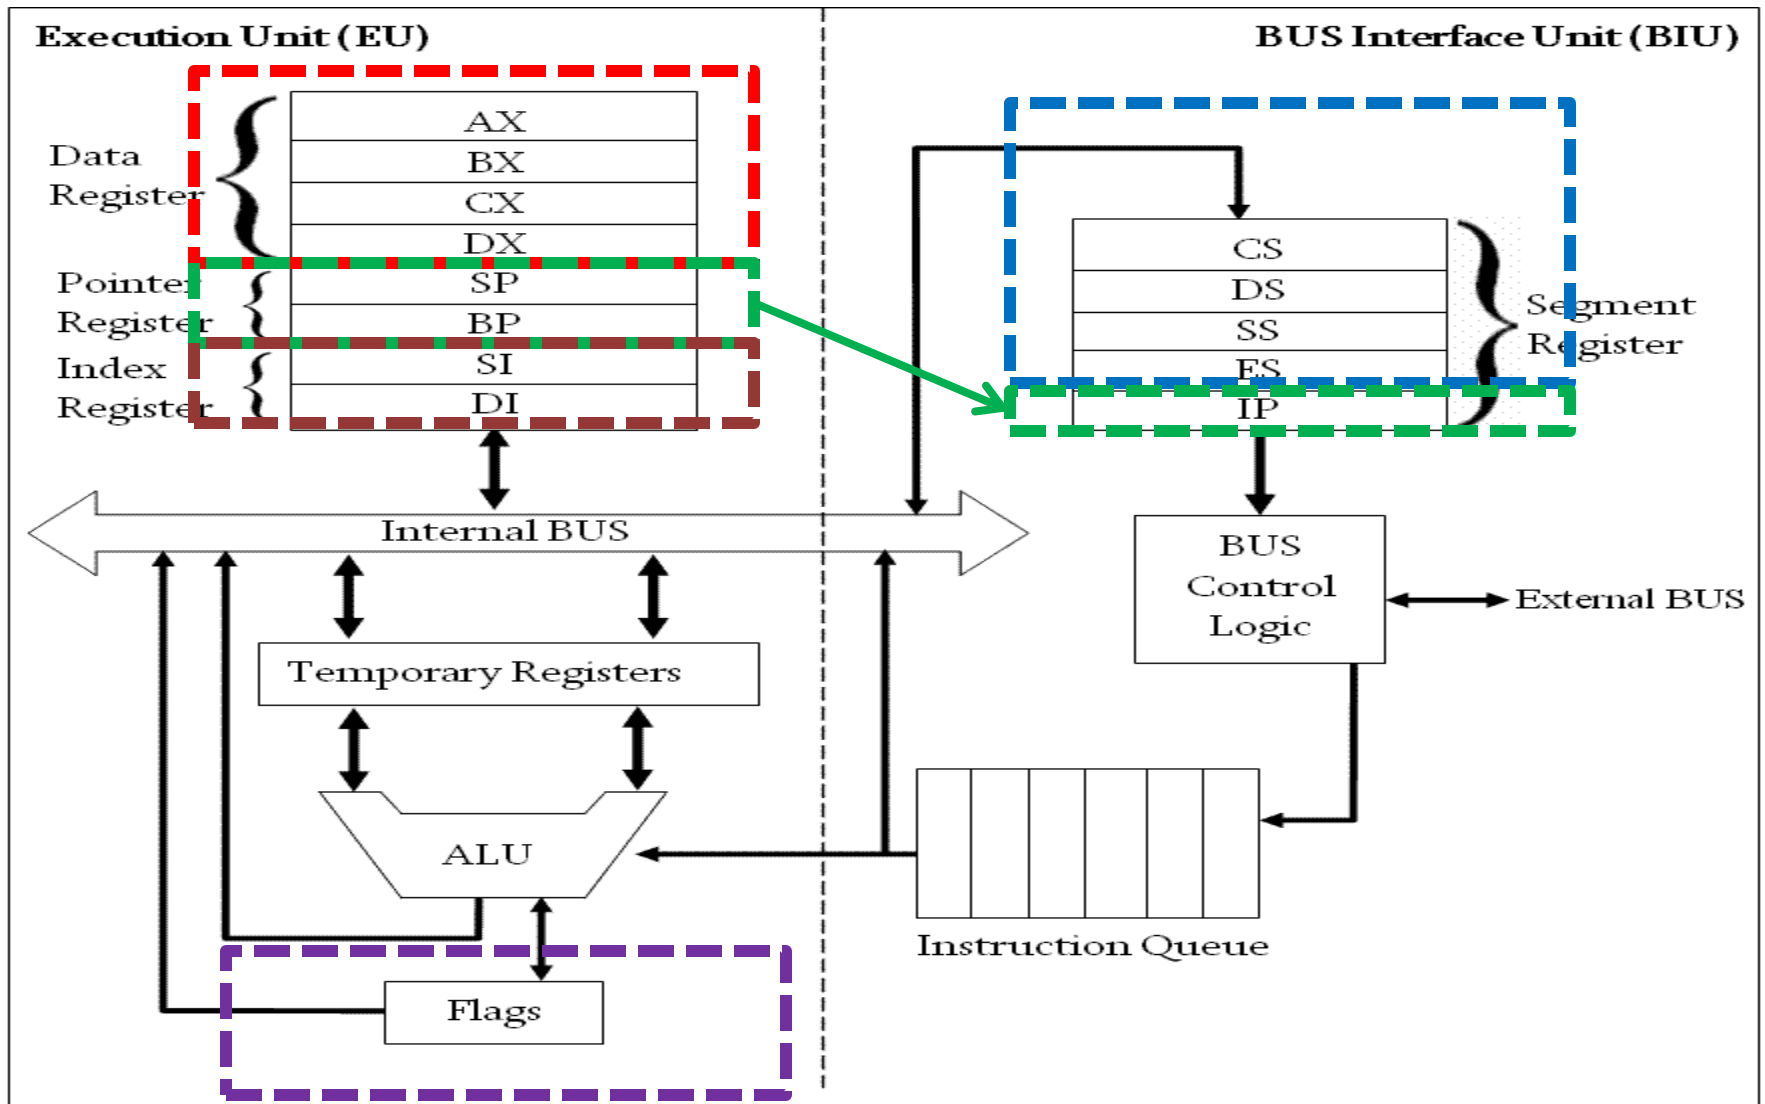 Execution Unit (EU)
BUS Interface Unit (BIU)
Data
Register
AX
BX
CX
DX
Pointer
Register
SP
BP
Index
Register
SI
DI
CS
DS
SS
ES
IP
Segment
Register
Internal BUS
BUS
Control
Logic
External BUS
Temporary Registers
ALU
Instruction Queue
Flags